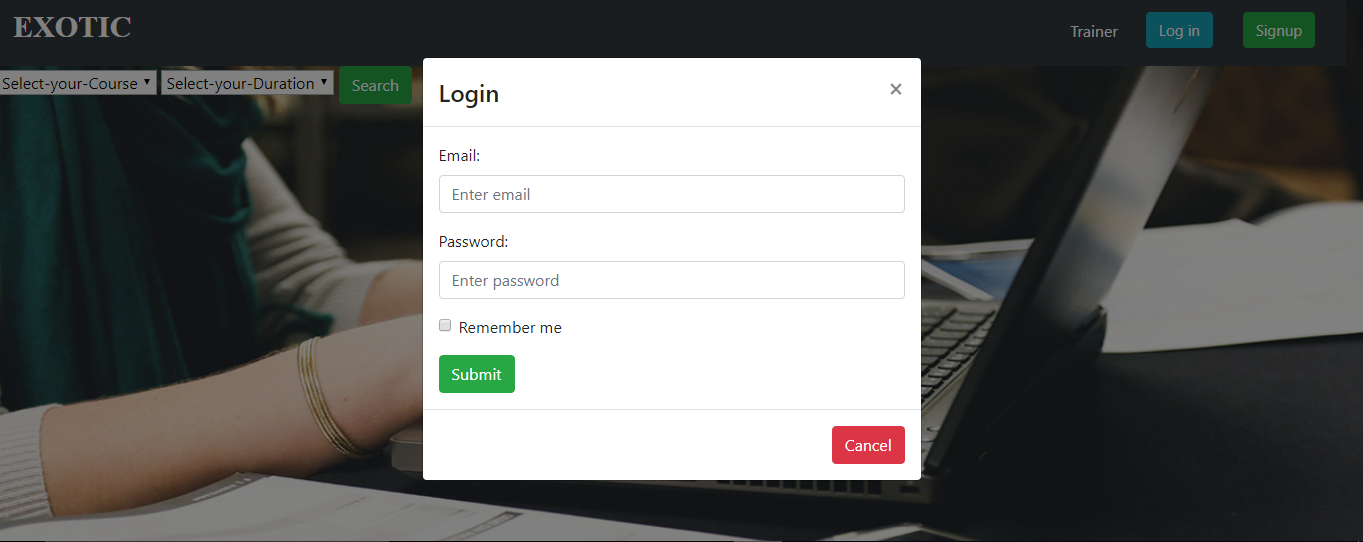 EXOTIC
Trainer
Log in
Signup
Select-your-Course
Select-your-Duration
Search
Login
×
Email:
Enter email
Password:
Enter password
Remember me
Submit
Cancel